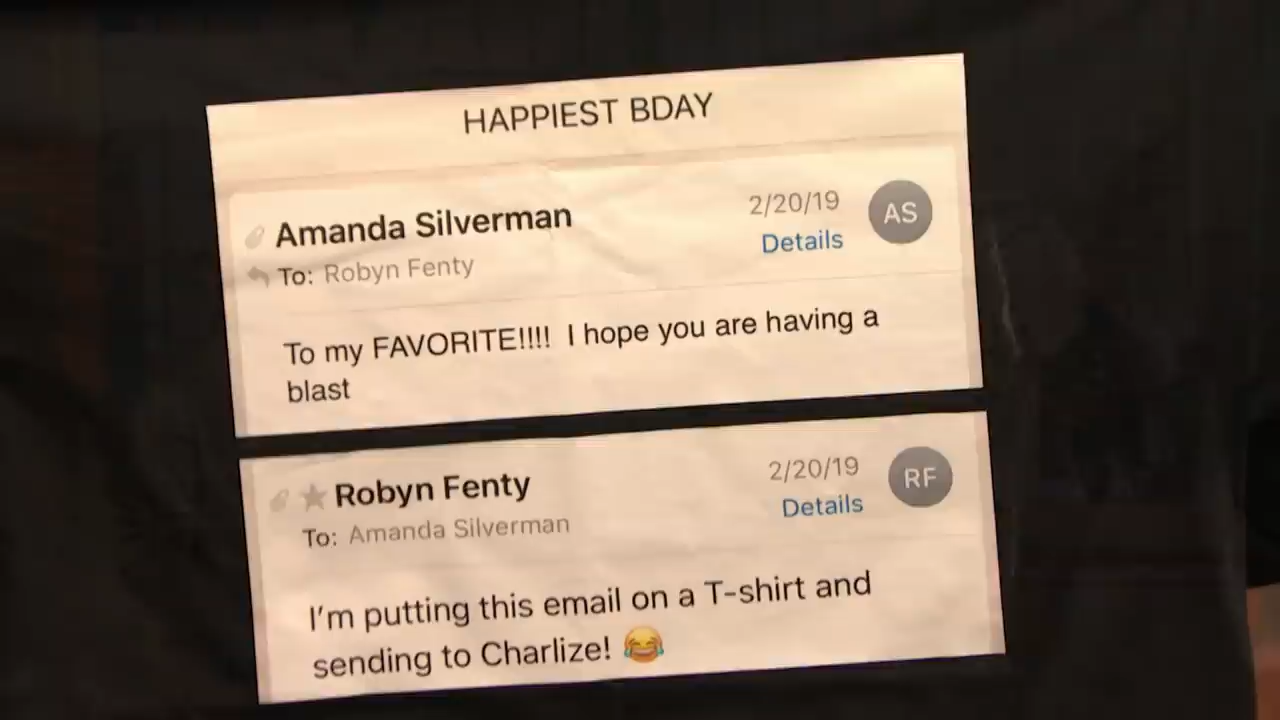 HAPPIEST BDAY
Amanda Silverman
2/20/19
AS
To: Robyn Fenty
Details
To my FAVORITE!!!! I hope you are having a
blast
Robyn Fenty
2/20/19
RF
To: Amanda Silverman
Details
I'm putting this email on a T-shirt and
sending to Charlize! 😂